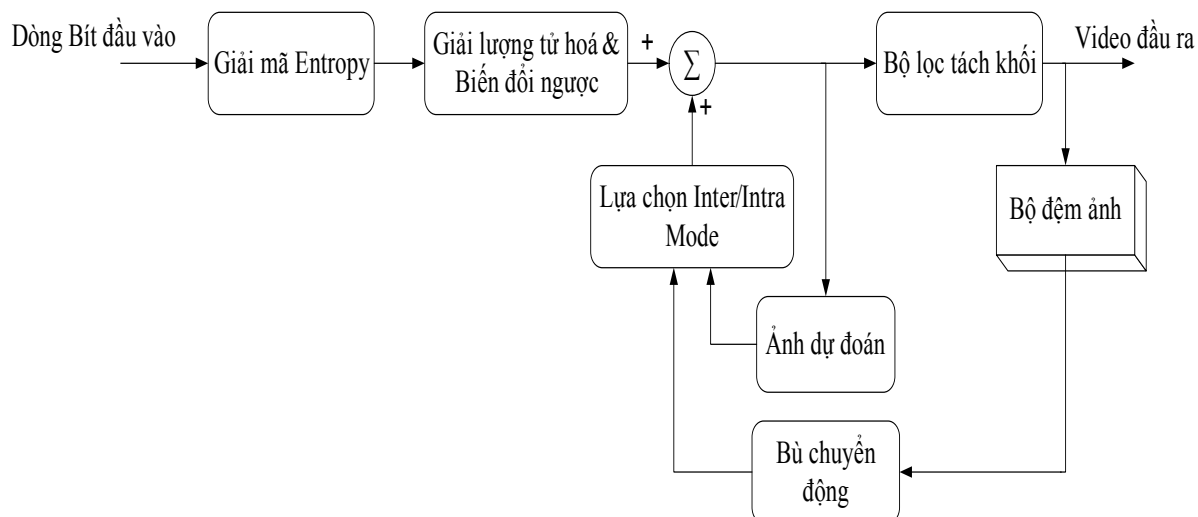 Dòng Bít đầu vào
Giải mã Entropy
Giải lượng tử hoá &
Biến đổi ngược
+
∑
+
Bộ lọc tách khối
Video đầu ra
Lựa chọn Inter/Intra
Mode
Bộ đệm ảnh
Ảnh dự đoán
Bù chuyển
động